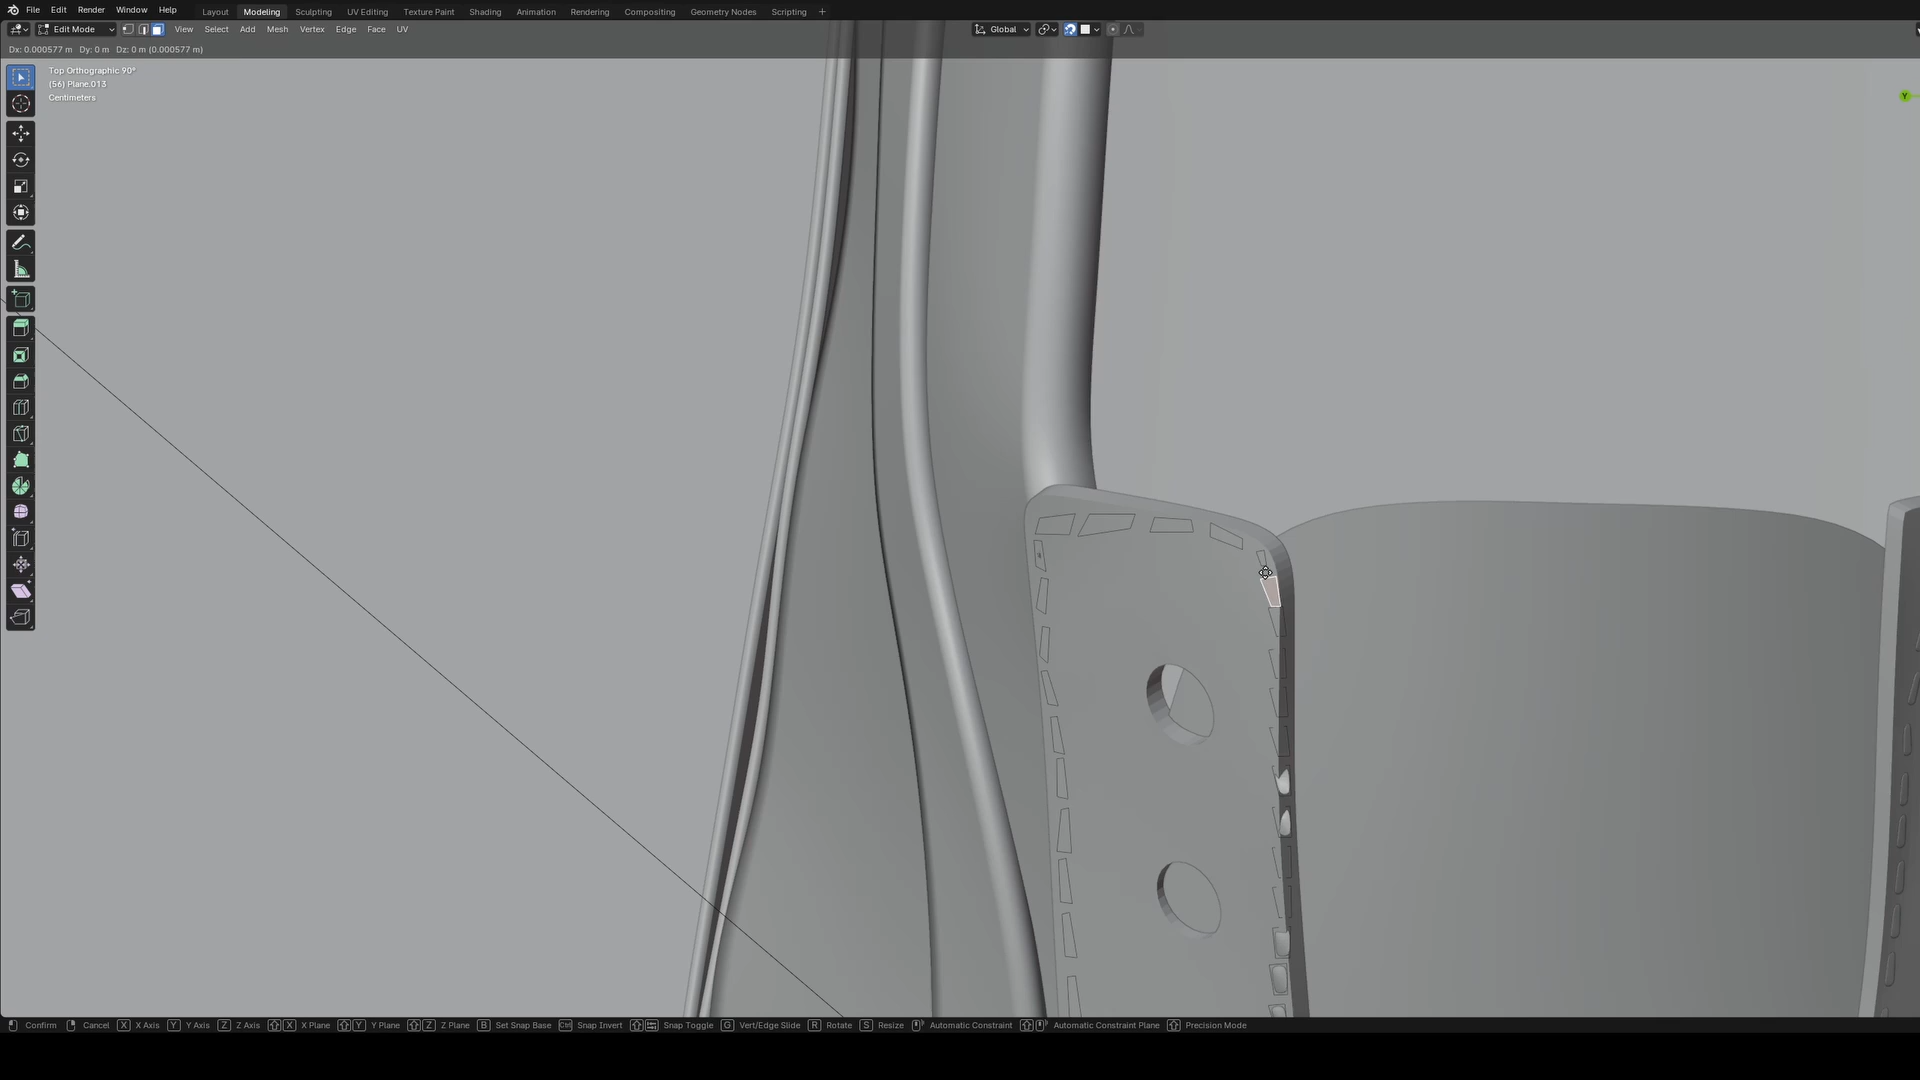 File Edit Render Window Help Layout Modeling Sculpting UV Editing Texture Paint Shading Animation Rendering Compositing Geometry Nodes Scripting +
Edit Mode View Select Add Mesh Vertex Edge Face UV Global
Dx: 0.000577 m Dy: 0 m Dz: 0 m (0.000577 m)
Top Orthographic 90°
(56) Plane.013
Centimeters
Y
Confirm Cancel X X Axis Y Y Axis Z Z Axis X X Plane Y Y Plane Z Z Plane B Set Snap Base Ctrl Snap Invert Snap Toggle G Vert/Edge Slide R Rotate S Resize Automatic Constraint Automatic Constraint Plane Precision Mode